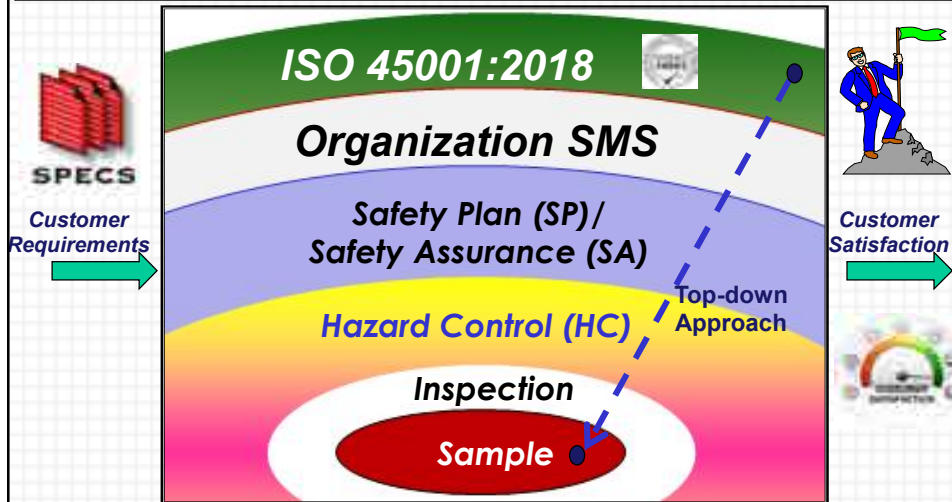 ISO 45001:2018
Organization SMS
SPECS
Customer
Requirements
Safety Plan (SP)/
Safety Assurance (SA)
Customer
Satisfaction
Top-down
Approach
Hazard Control (HC)
Inspection
Sample